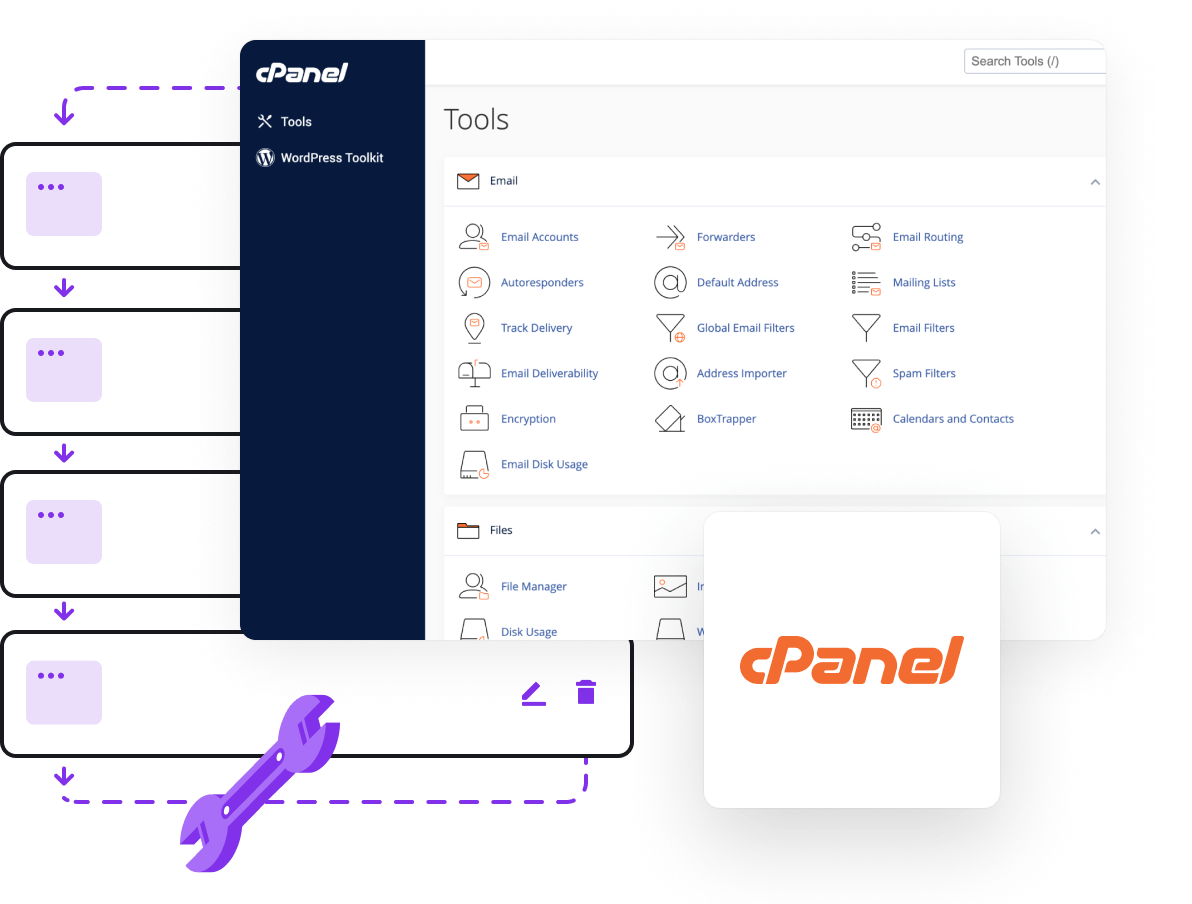 cPanel
Search Tools (/)
Tools
WordPress Toolkit
Tools
Email
Email Accounts
Forwarders
Email Routing
Autoresponders
Default Address
Mailing Lists
Track Delivery
Global Email Filters
Email Filters
Email Deliverability
Address Importer
Spam Filters
Encryption
BoxTrapper
Calendars and Contacts
Email Disk Usage
Files
File Manager
Disk Usage
cPanel